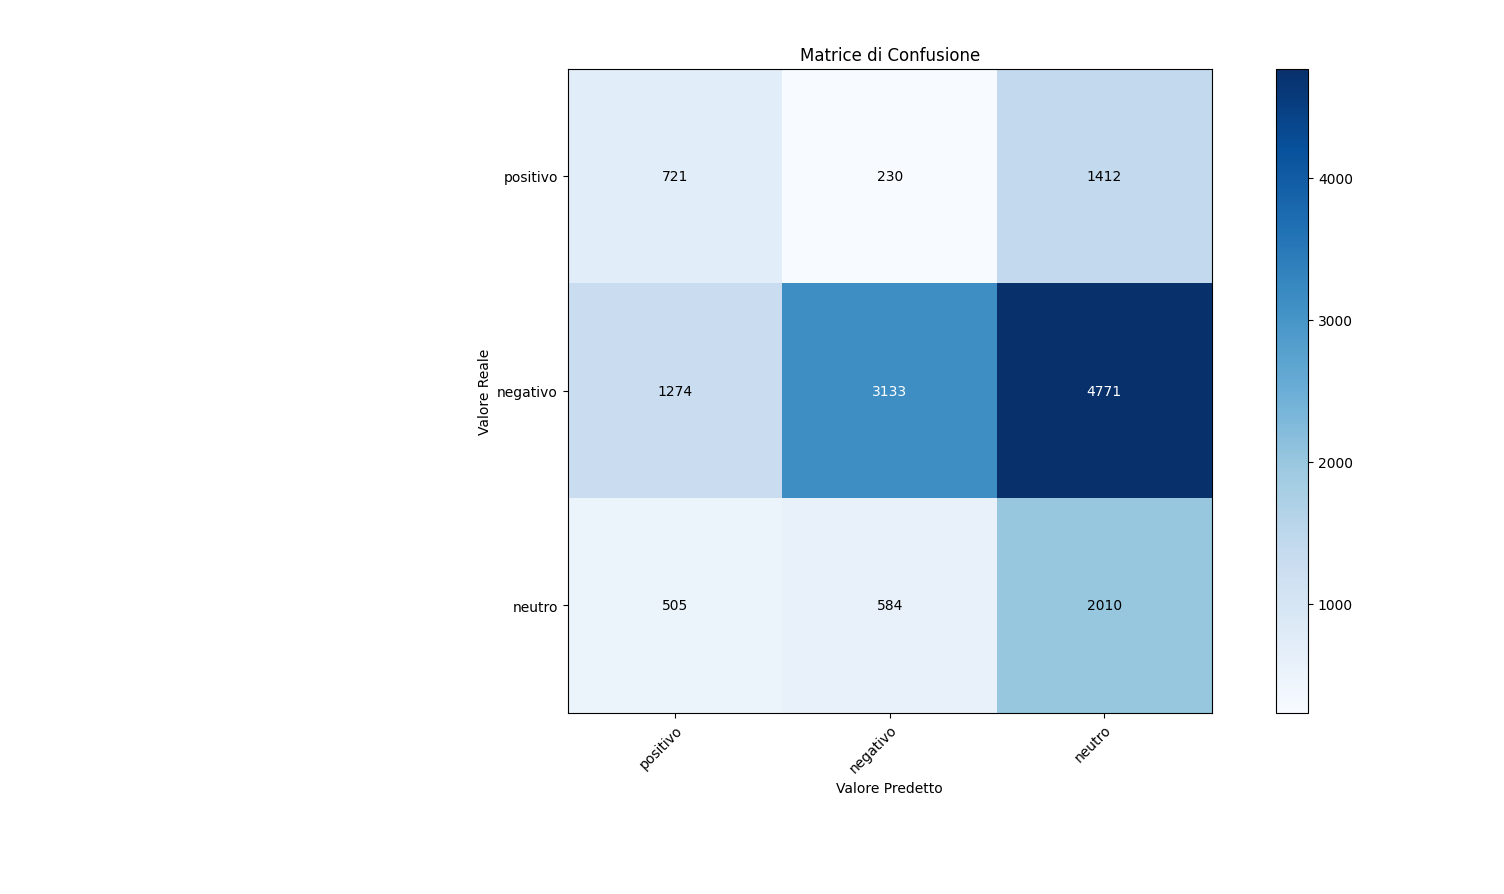 Matrice di Confusione
positivo
721
230
1412
negativo
1274
3133
4771
neutro
505
584
2010
Valore Reale
positivo
negativo
neutro
Valore Predetto
4000
3000
2000
1000